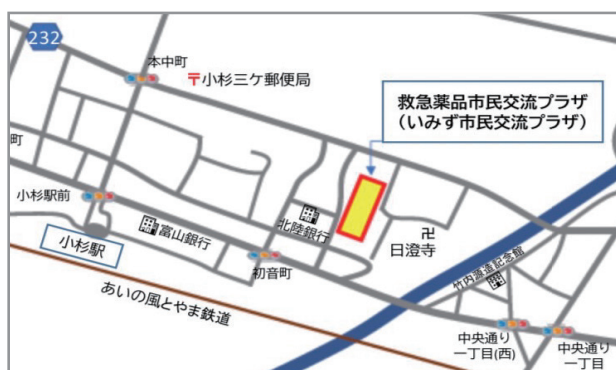 232
本中町
〒小杉三ケ郵便局
救急薬品市民交流プラザ
(いみず市民交流プラザ)
町
小杉駅前
富山銀行
北陸銀行
卍
日澄寺
小杉駅
初音町
竹内源造記念館
あいの風とやま鉄道
中央通り
一丁目(西)
中央通り
一丁目